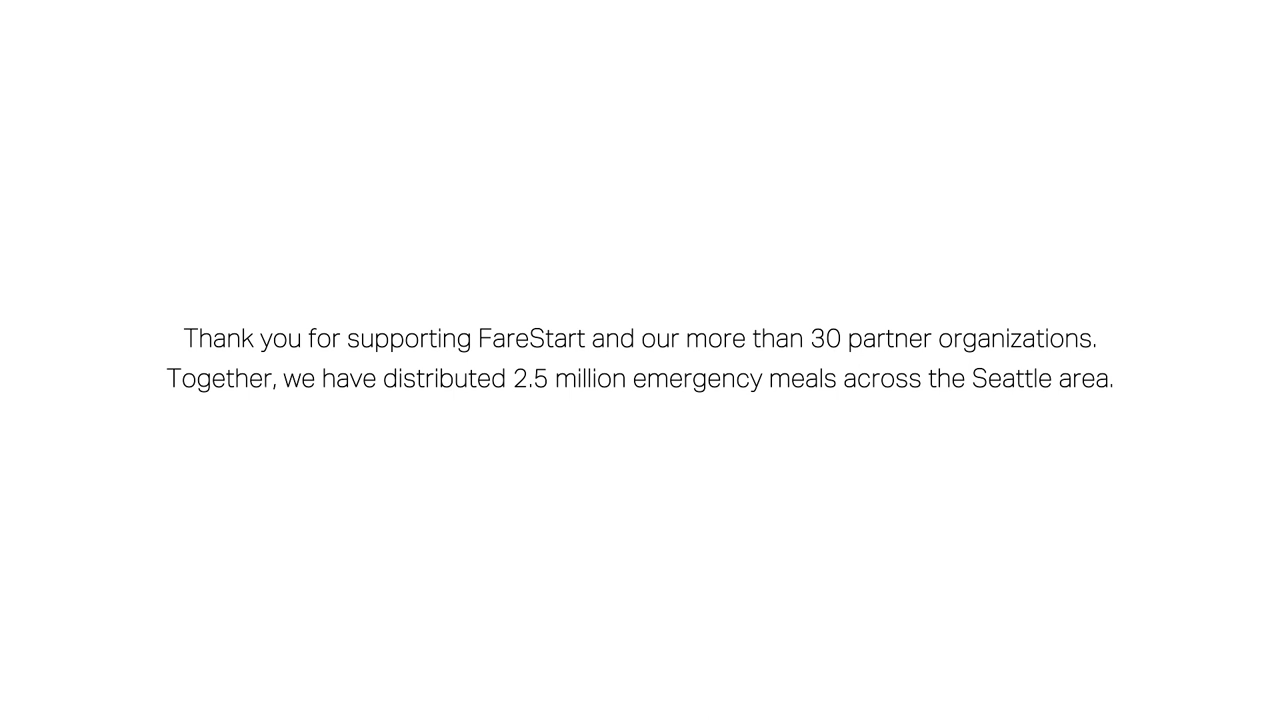 Thank you for supporting FareStart and our more than 30 partner organizations.
Together, we have distributed 2.5 million emergency meals across the Seattle area.